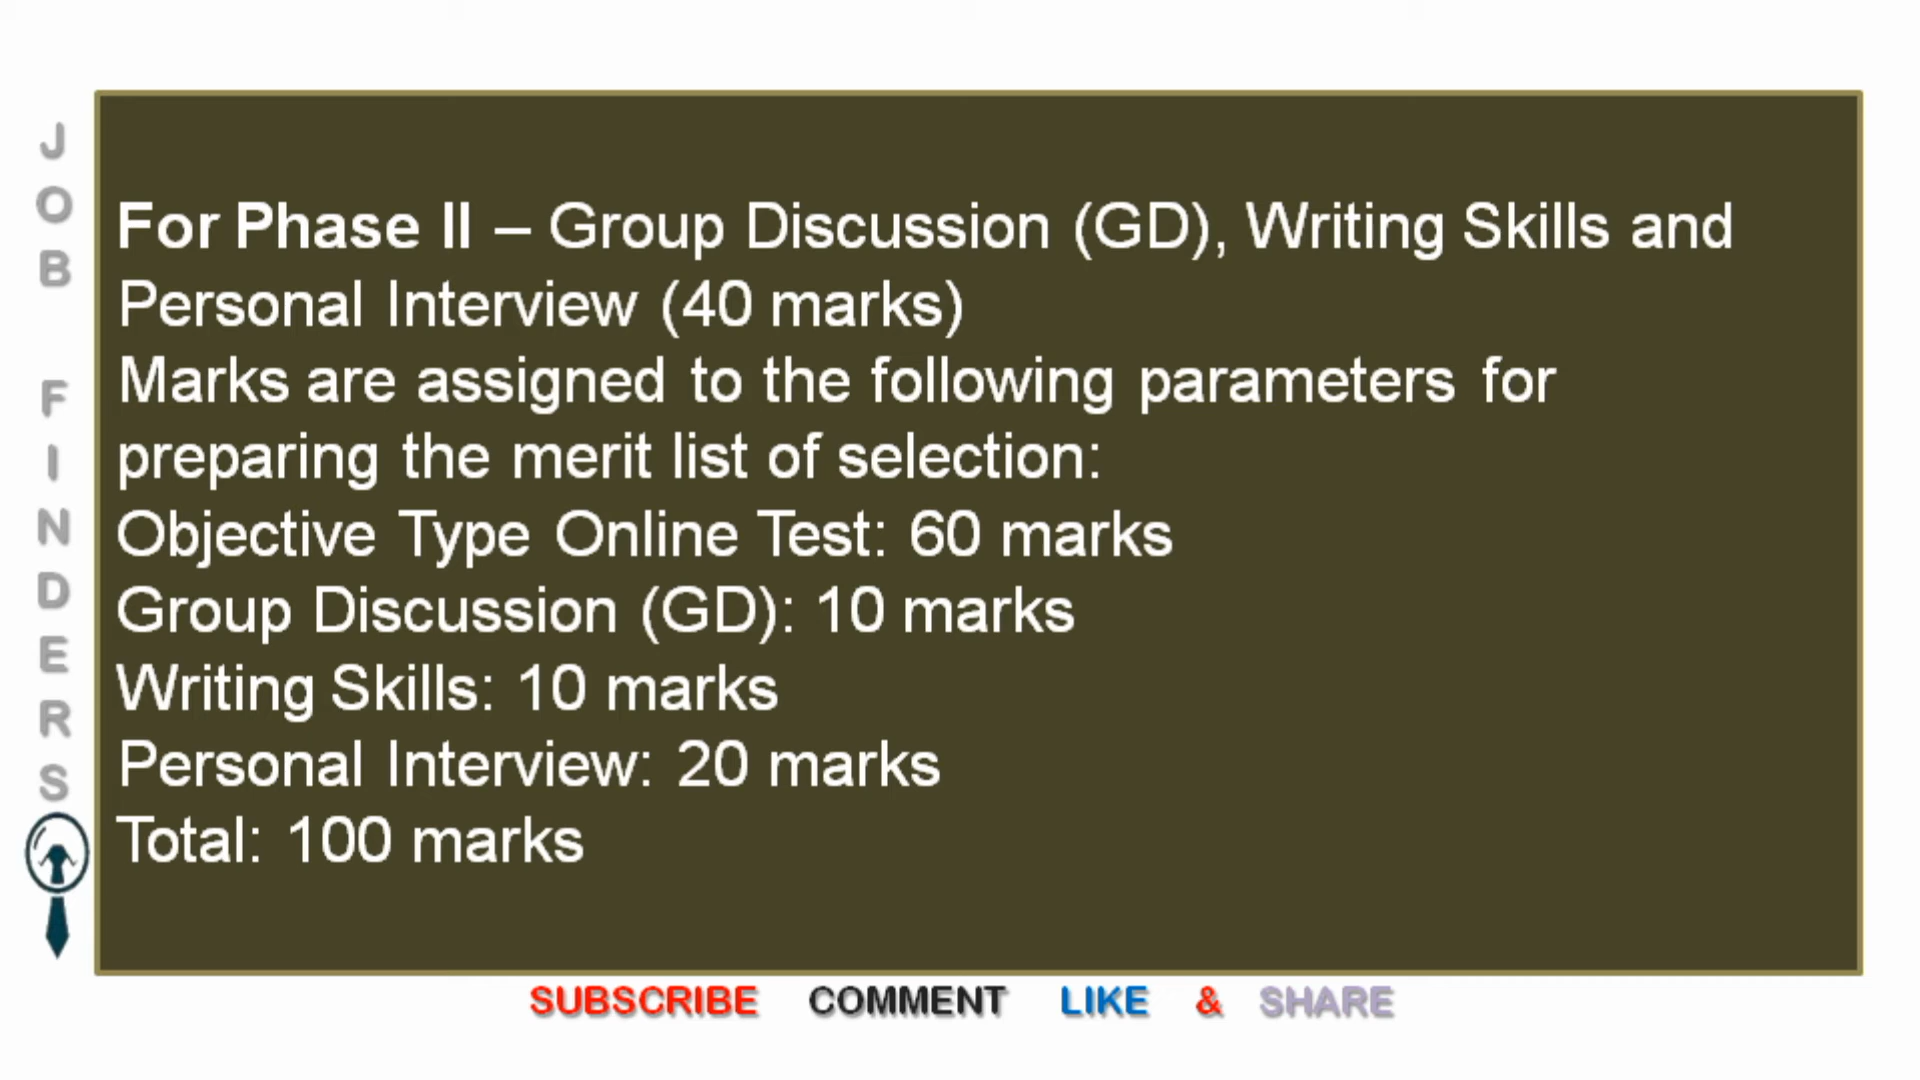 JOB FINDERS
For Phase II – Group Discussion (GD), Writing Skills and
Personal Interview (40 marks)
Marks are assigned to the following parameters for
preparing the merit list of selection:
Objective Type Online Test: 60 marks
Group Discussion (GD): 10 marks
Writing Skills: 10 marks
Personal Interview: 20 marks
Total: 100 marks
SUBSCRIBE COMMENT LIKE & SHARE